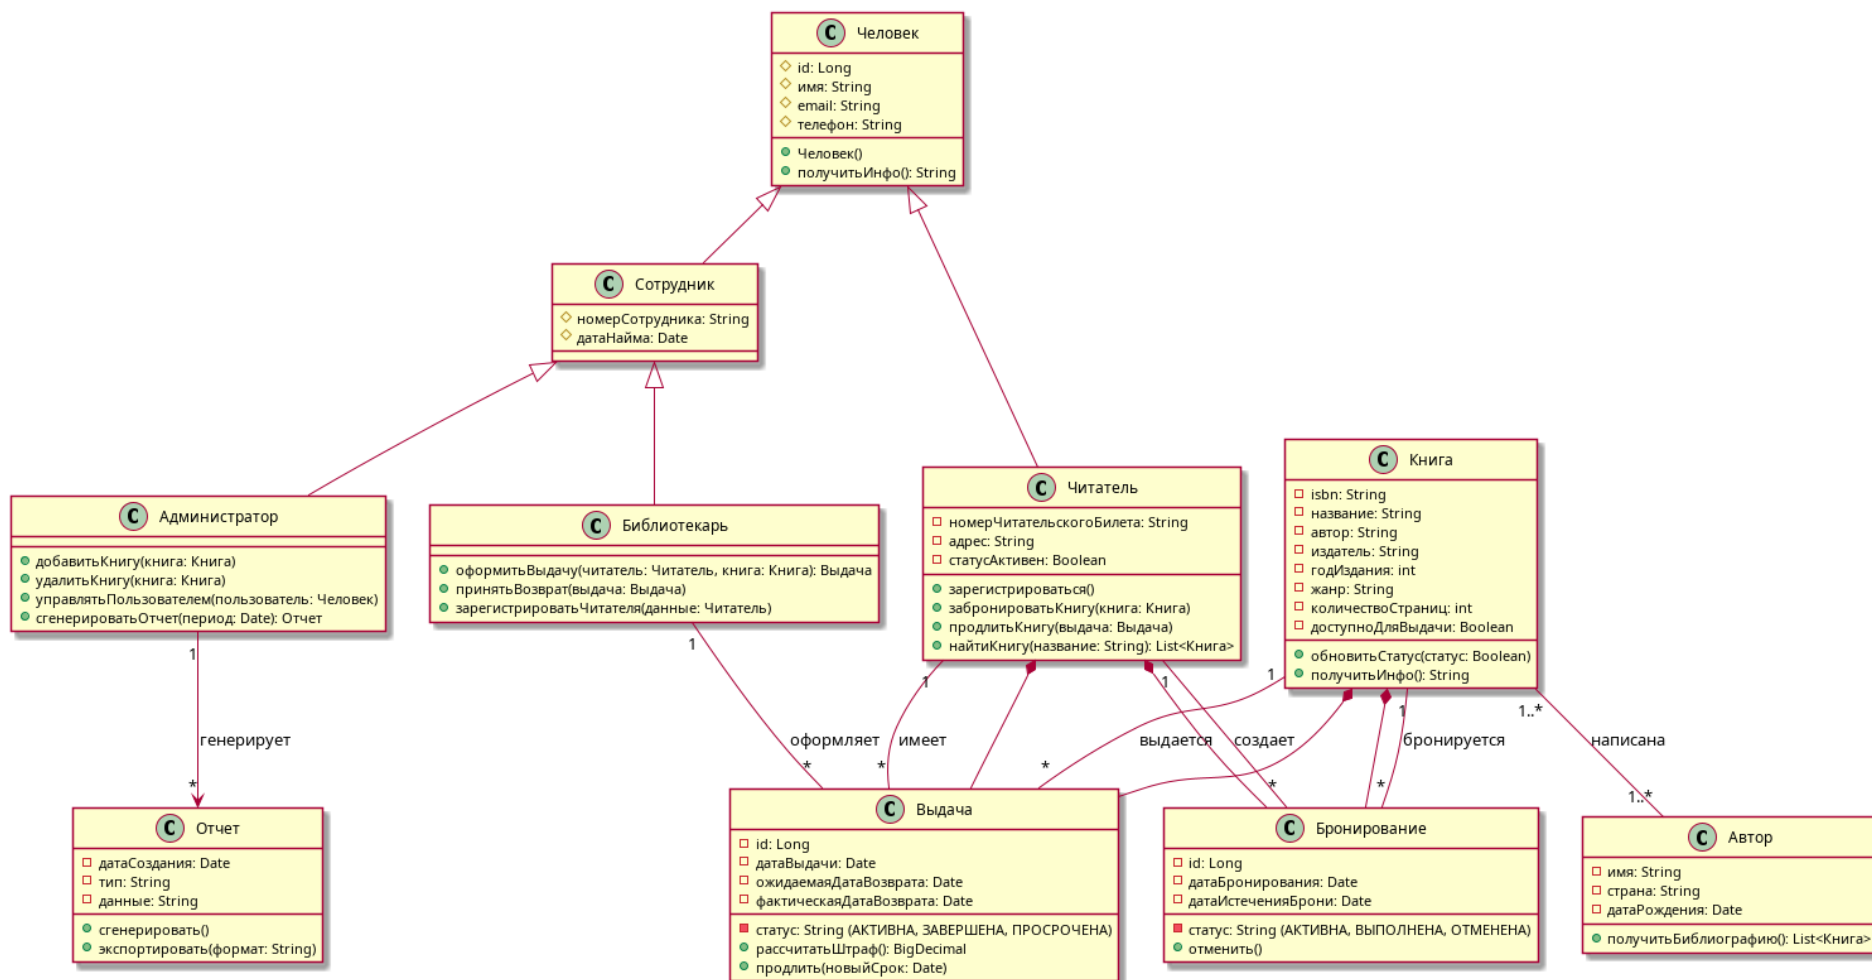 Человек
id: Long
имя: String
email: String
телефон: String
Человек()
получитьИнфо(): String
Сотрудник
номерСотрудника: String
датаНайма: Date
Администратор
добавитьКнигу(книга: Книга)
удалитьКнигу(книга: Книга)
управлятьПользователем(пользователь: Человек)
сгенерироватьОтчет(период: Date): Отчет
Библиотекарь
оформитьВыдачу(читатель: Читатель, книга: Книга): Выдача
принятьВозврат(выдача: Выдача)
зарегистрироватьЧитателя(данные: Читатель)
Читатель
номерЧитательскогоБилета: String
адрес: String
статусАктивен: Boolean
зарегистрироваться()
забронироватьКнигу(книга: Книга)
продлитьКнигу(выдача: Выдача)
найтиКнигу(название: String): List<Книга>
Книга
isbn: String
название: String
автор: String
издатель: String
годИздания: int
жанр: String
количествоСтраниц: int
доступноДляВыдачи: Boolean
обновитьСтатус(статус: Boolean)
получитьИнфо(): String
1
1
1
1
1
1
1..*
генерирует
оформляет
имеет
выдается
создает
бронируется
написана
*
*
*
*
*
*
1..*
Отчет
датаСоздания: Date
тип: String
данные: String
сгенерировать()
экспортировать(формат: String)
Выдача
id: Long
датаВыдачи: Date
ожидаемаяДатаВозврата: Date
фактическаяДатаВозврата: Date
статус: String (АКТИВНА, ЗАВЕРШЕНА, ПРОСРОЧЕНА)
рассчитатьШтраф(): BigDecimal
продлить(новыйСрок: Date)
Бронирование
id: Long
датаБронирования: Date
датаИстеченияБрони: Date
статус: String (АКТИВНА, ВЫПОЛНЕНА, ОТМЕНЕНА)
отменить()
Автор
имя: String
страна: String
датаРождения: Date
получитьБиблиографию(): List<Книга>